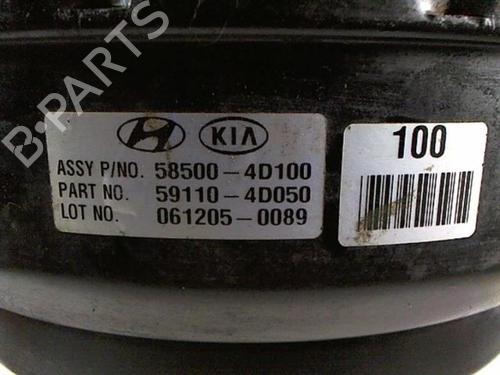 B-PARTS
KIA
100
ASSY P/NO. 58500-4D100
PART NO. 59110-4D050
LOT NO. 061205-0089